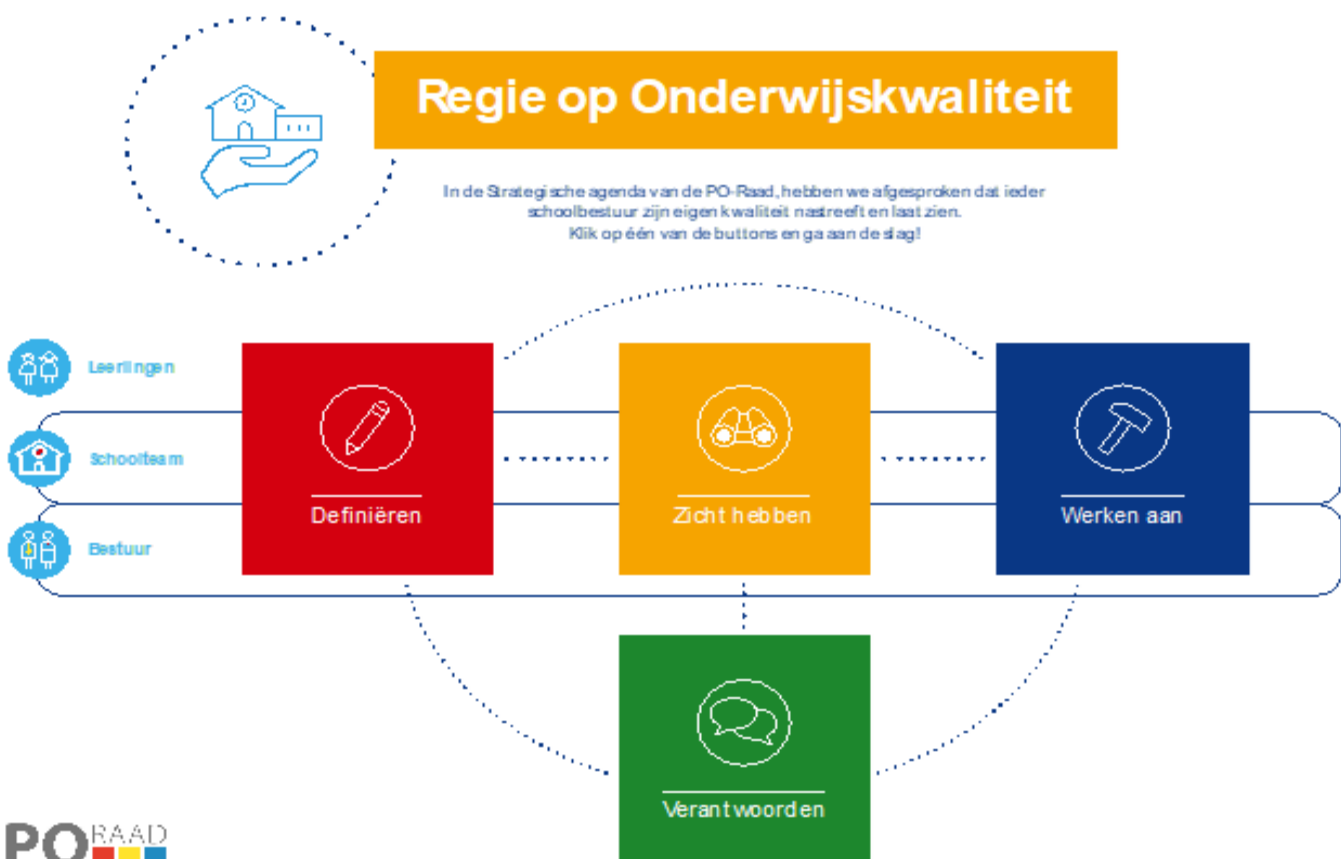 Regie op Onderwijskwaliteit
In de Strategische agenda van de PO-Raad, hebben we afgesproken dat ieder
schoolbestuur zijn eigen kwaliteit nastreeft en laat zien.
Klik op één van de buttons en ga aan de slag!
Leerlingen
Schoolteam
Bestuur
Definiëren
Zicht hebben
Werken aan
Verantwoorden
PO RAAD